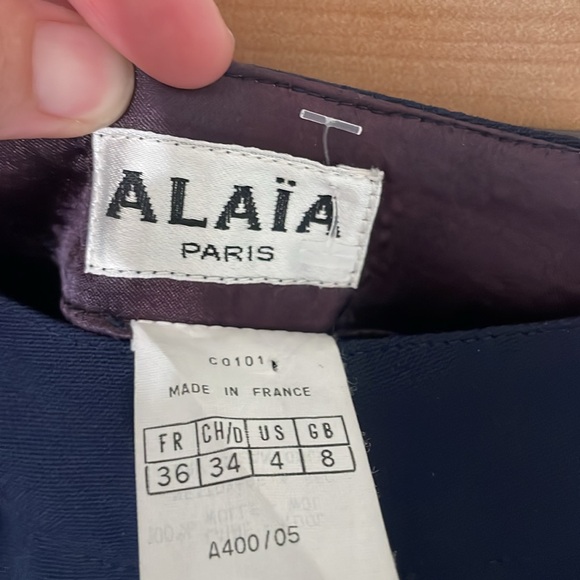 ALAÏA
PARIS
C0101
MADE IN FRANCE
FR CH/D US GB
36 34 4 8
A400/05